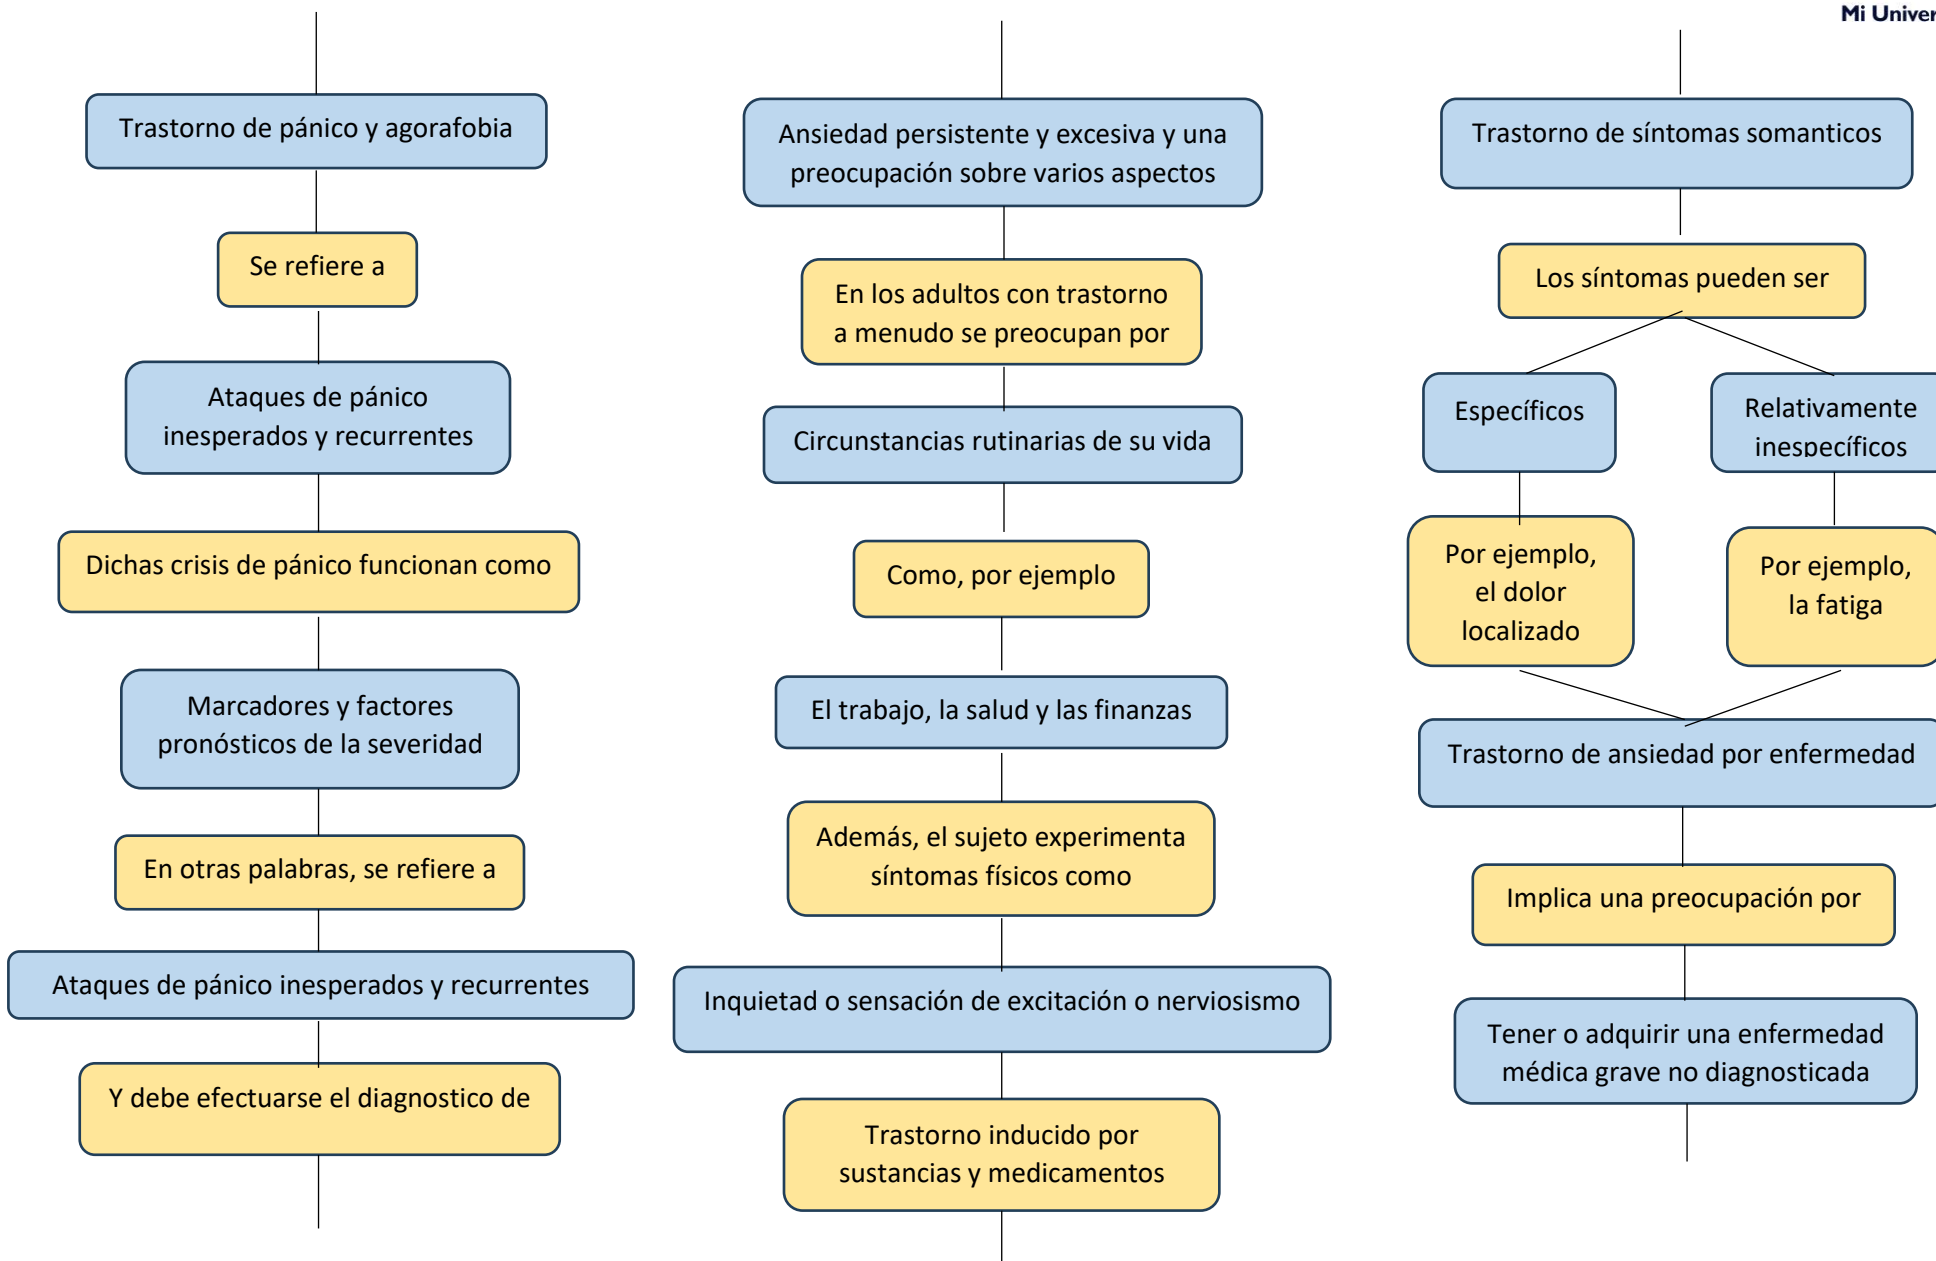 Mi Univer
Trastorno de pánico y agorafobia
Se refiere a
Ataques de pánico
inesperados y recurrentes
Dichas crisis de pánico funcionan como
Marcadores y factores
pronósticos de la severidad
En otras palabras, se refiere a
Ataques de pánico inesperados y recurrentes
Y debe efectuarse el diagnostico de
Ansiedad persistente y excesiva y una
preocupación sobre varios aspectos
En los adultos con trastorno
a menudo se preocupan por
Circunstancias rutinarias de su vida
Como, por ejemplo
El trabajo, la salud y las finanzas
Además, el sujeto experimenta
síntomas físicos como
Inquietad o sensación de excitación o nerviosismo
Trastorno inducido por
sustancias y medicamentos
Trastorno de síntomas somanticos
Los síntomas pueden ser
Específicos
Relativamente
inespecíficos
Por ejemplo,
el dolor
localizado
Por ejemplo,
la fatiga
Trastorno de ansiedad por enfermedad
Implica una preocupación por
Tener o adquirir una enfermedad
médica grave no diagnosticada